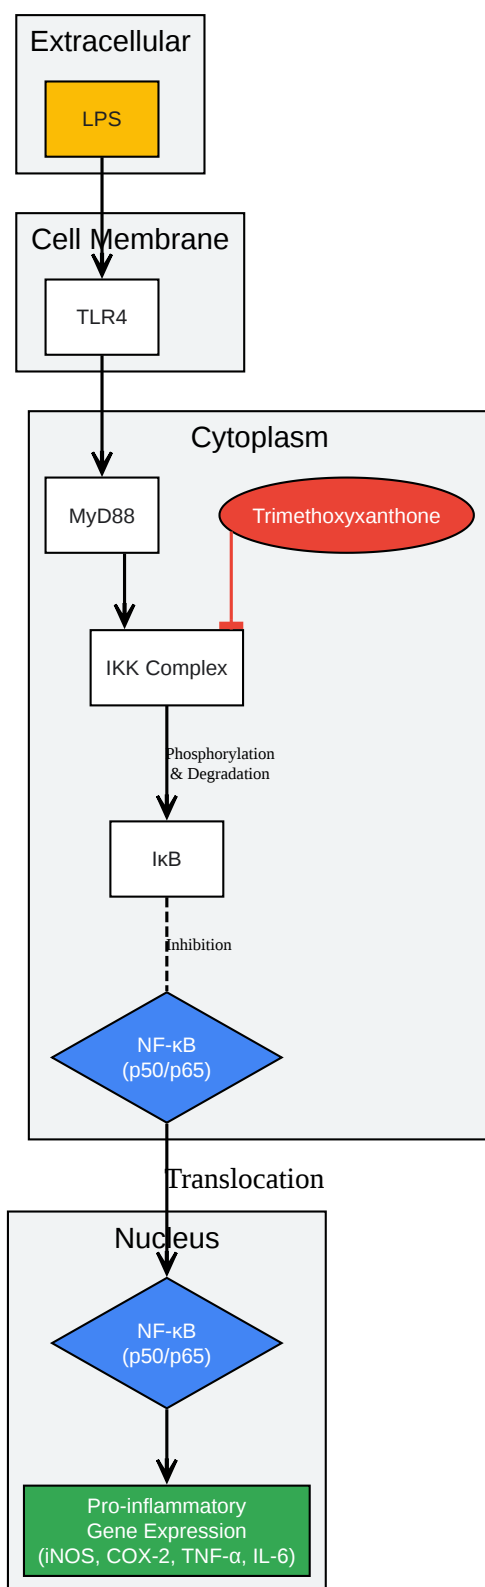 Extracellular
LPS
Cell Membrane
TLR4
Cytoplasm
MyD88
Trimethoxyxanthone
IKK Complex
Phosphorylation
& Degradation
IκB
Inhibition
NF-κB
(p50/p65)
Translocation
Nucleus
NF-κB
(p50/p65)
Pro-inflammatory
Gene Expression
(iNOS, COX-2, TNF-α, IL-6)